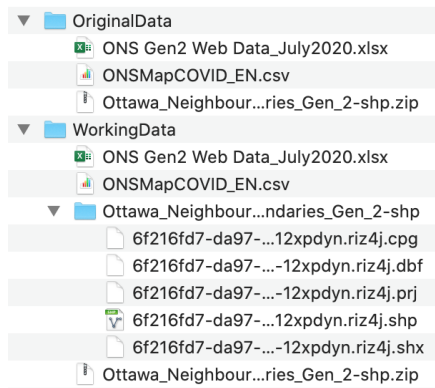 OriginalData
ONS Gen2 Web Data_July2020.xlsx
ONSMapCOVID_EN.csv
Ottawa_Neighbour...ries_Gen_2-shp.zip
WorkingData
ONS Gen2 Web Data_July2020.xlsx
ONSMapCOVID_EN.csv
Ottawa_Neighbour...ndaries_Gen_2-shp
6f216fd7-da97-...-12xpdyn.riz4j.cpg
6f216fd7-da97-...-12xpdyn.riz4j.dbf
6f216fd7-da97-...-12xpdyn.riz4j.prj
6f216fd7-da97-...12xpdyn.riz4j.shp
6f216fd7-da97-...-12xpdyn.riz4j.shx
Ottawa_Neighbour...ries_Gen_2-shp.zip